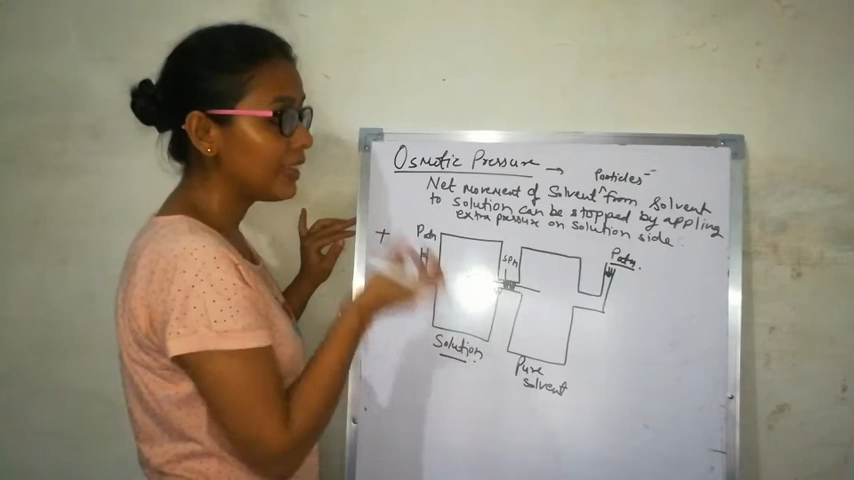 Osmotic Pressure →
Particles
Net movement of Solvent ^ from Solvent
to solution can be stopped by appling
extra pressure on solution side.
+
Patm
SPM
Patm.
Solution
Pure
solvent